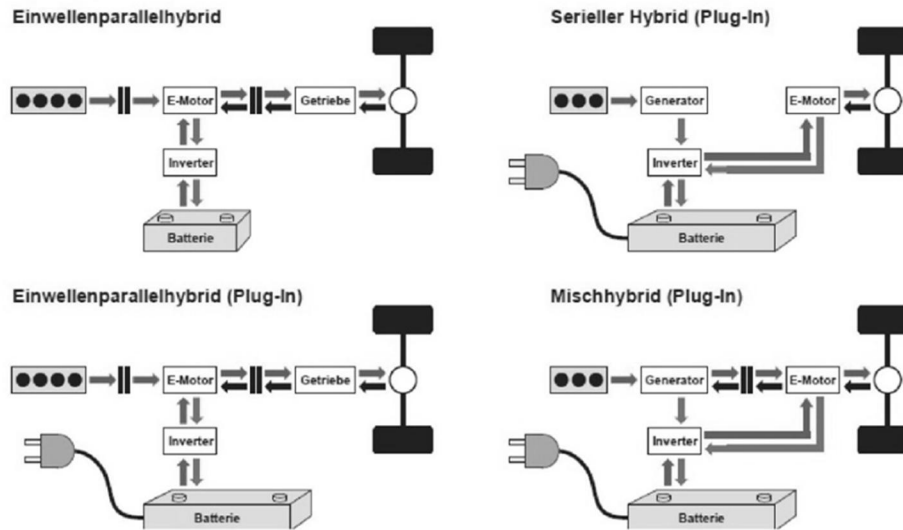 Einwellenparallelhybrid
E-Motor
Getriebe
Inverter
Batterie
Serieller Hybrid (Plug-In)
Generator
E-Motor
Inverter
Batterie
Einwellenparallelhybrid (Plug-In)
E-Motor
Getriebe
Inverter
Batterie
Mischhybrid (Plug-In)
Generator
E-Motor
Inverter
Batterie